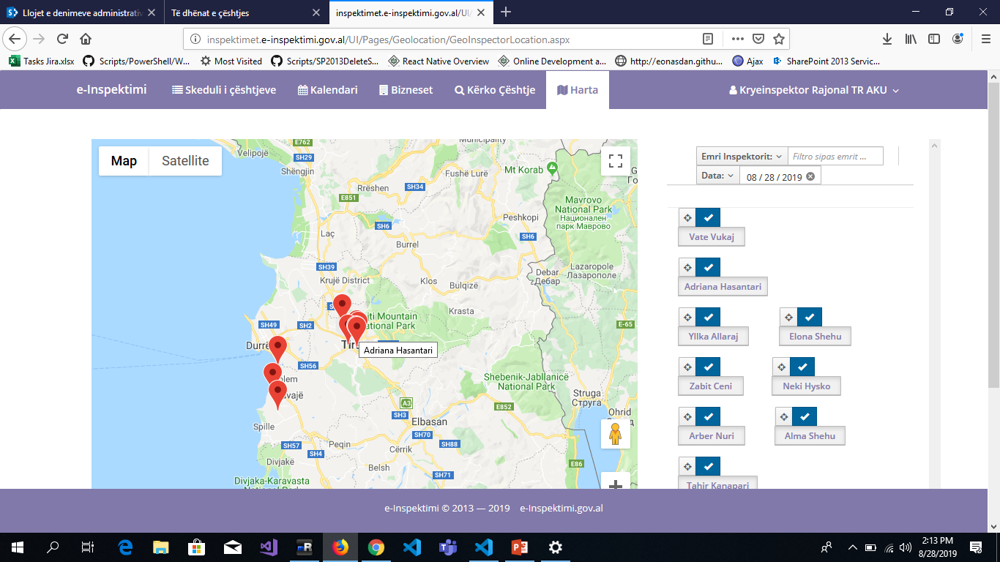 Llojet e denimeve administrativ
Të dhënat e çështjes
inspektimet.e-inspektimi.gov.al/UI/
inspektimet.e-inspektimi.gov.al/UI/Pages/Geolocation/GeoInspectorLocation.aspx
Tasks Jira.xlsx
Scripts/PowerShell/W...
Most Visited
Scripts/SP2013DeleteS...
React Native Overview
Online Development a...
http://eonasdan.githu...
Ajax
SharePoint 2013 Servic...
e-Inspektimi
Skeduli i çështjeve
Kalendari
Bizneset
Kërko Çështje
Harta
Kryeinspektor Rajonal TR AKU
Map
Satellite
Municipality
E762
Velipojë
SH29
Shëngjin
Fushë Lurë
Mt Korab
Rrëshen
SH34
E851
Mavrovo
National Park
Национален
парк Маврово
Peshkopi
SH6
Laç
SH6
Burrel
SH39
Lazaropole
Лазарополе
Debar
Дебар
Krujë District
Klos
Bulqizë
Krasta
iti Mountain
National Park
SH49
SH2
E-65
Tir
Durr
Adriana Hasantari
SH56
olem
vajë
Shebenik-Jabllanicë
National Park
Struga
Струга
Ohrid
A3
E852
SH3
Elbasan
Spille
SH70
SH57
SH88
Peqin
SH4
Cërrik
Divjakë
Belsh
E86
SH71
Divjaka-Karavasta
Emri Inspektorit:
Filtro sipas emrit ...
Data:
08 / 28 / 2019
Vate Vukaj
Adriana Hasantari
Yllka Allaraj
Elona Shehu
Zabit Ceni
Neki Hysko
Arber Nuri
Alma Shehu
Tahir Kanapari
e-Inspektimi © 2013 — 2019 e-Inspektimi.gov.al
2:13 PM
8/28/2019